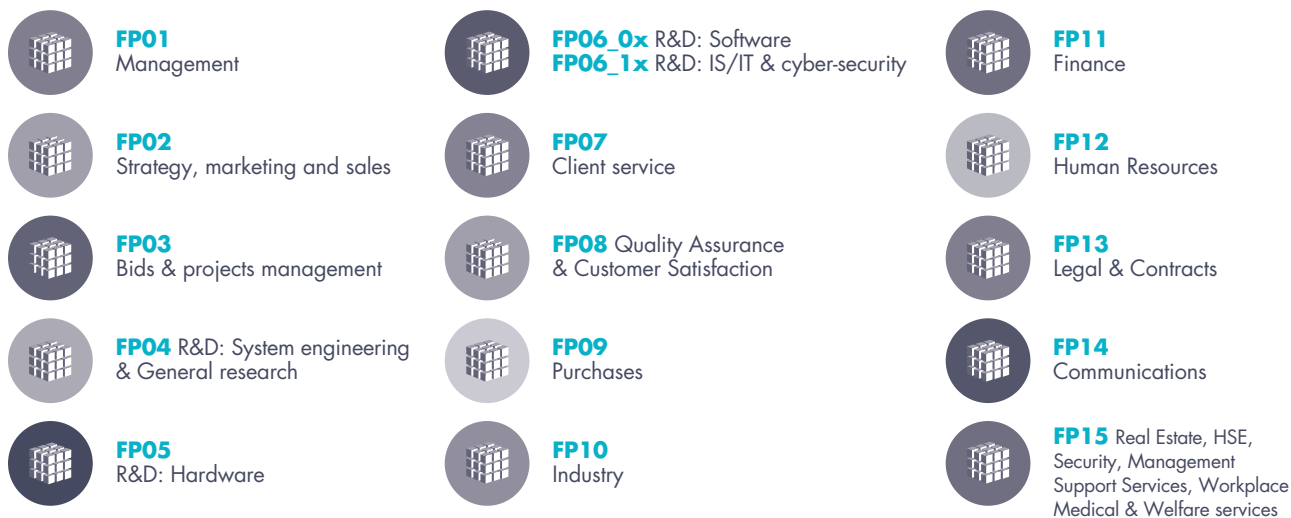 FP01
Management
FP02
Strategy, marketing and sales
FP03
Bids & projects management
FP04 R&D: System engineering
& General research
FP05
R&D: Hardware
FP06_0x R&D: Software
FP06_1x R&D: IS/IT & cyber-security
FP07
Client service
FP08 Quality Assurance
& Customer Satisfaction
FP09
Purchases
FP10
Industry
FP11
Finance
FP12
Human Resources
FP13
Legal & Contracts
FP14
Communications
FP15 Real Estate, HSE,
Security, Management
Support Services, Workplace
Medical & Welfare services